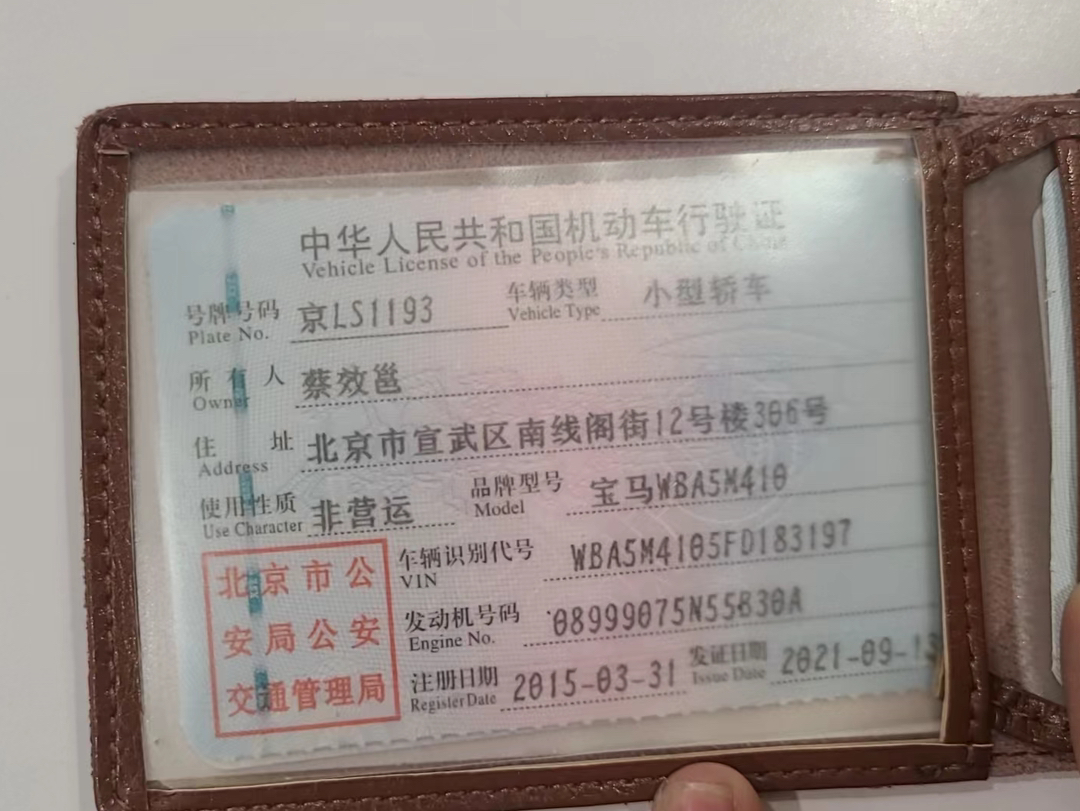 中华人民共和国机动车行驶证
Vehicle License of the People's Republic of China
号牌号码 京LS1193 车辆类型 小型轿车
Plate No. Vehicle Type
所有人 蔡效邕
Owner
住址 北京市宣武区南线阁街12号楼306号
Address
使用性质 非营运 品牌型号 宝马WBA5M410
Use Character Model
北京市公
安局公安
交通管理局
车辆识别代号 WBA5M4105FD183197
VIN
发动机号码 08999075N55B30A
Engine No.
注册日期 2015-03-31 发证日期 2021-09-13
Register Date Issue Date